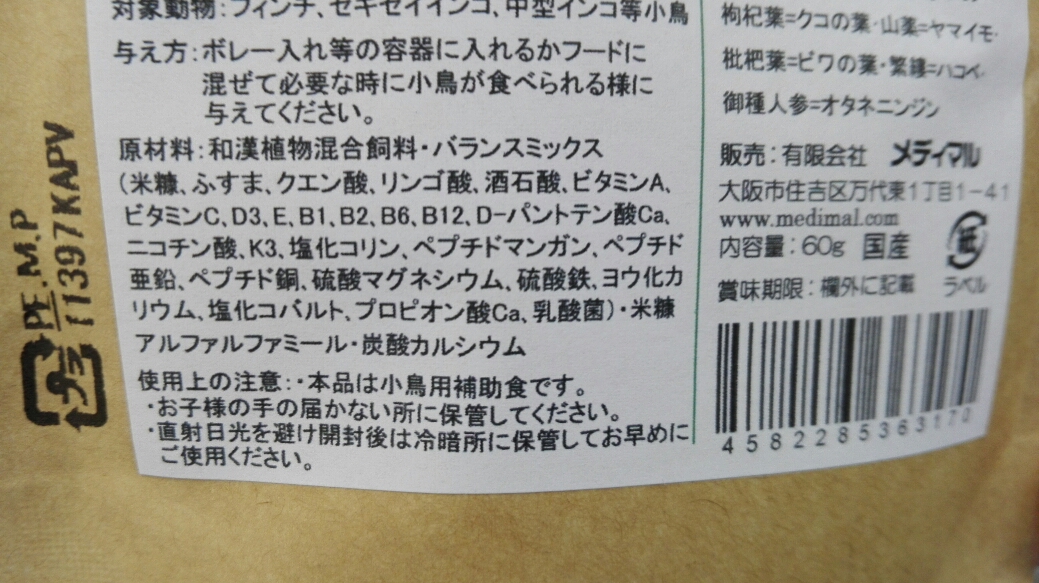 対象動物:フィンチ、セキセイインコ、中型インコ等小鳥
与え方:ボレー入れ等の容器に入れるかフードに
混ぜて必要な時に小鳥が食べられる様に
与えてください。
原材料:和漢植物混合飼料・バランスミックス
(米糠、ふすま、クエン酸、リンゴ酸、酒石酸、ビタミンA、
ビタミンC、D3、E、B1、B2、B6、B12、D-パントテン酸Ca、
ニコチン酸、K3、塩化コリン、ペプチドマンガン、ペプチド
亜鉛、ペプチド銅、硫酸マグネシウム、硫酸鉄、ヨウ化カ
リウム、塩化コバルト、プロピオン酸Ca、乳酸菌)・米糠
アルファルファミール・炭酸カルシウム
使用上の注意:・本品は小鳥用補助食です。
・お子様の手の届かない所に保管してください。
・直射日光を避け開封後は冷暗所に保管してお早めに
ご使用ください。
枸杞葉=クコの葉・山薬=ヤマイモ・
枇杷葉=ビワの葉・繁縷=ハコベ・
御種人参=オタネニンジン
販売:有限会社 メディマル
大阪市住吉区万代東1丁目1-41
www.medimal.com
内容量:60g 国産
紙
賞味期限:欄外に記載 ラベル
4582285363170
プラ
PE.M.P
T1397KAPV